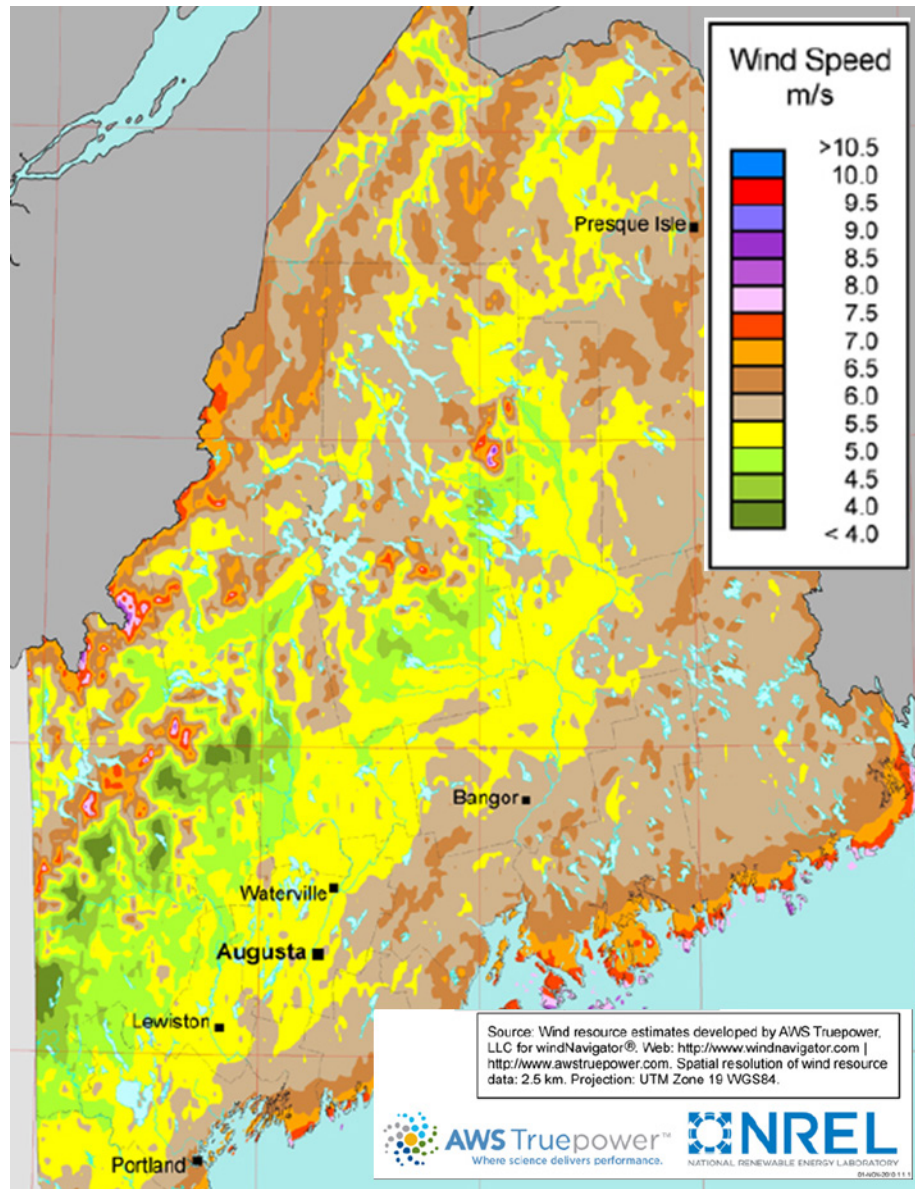 Wind Speed
m/s
>10.5
10.0
9.5
9.0
8.5
8.0
7.5
7.0
6.5
6.0
5.5
5.0
4.5
4.0
< 4.0
Presque Isle
Bangor
Waterville
Augusta
Lewiston
Portland
Source: Wind resource estimates developed by AWS Truepower,
LLC for windNavigator®. Web: http://www.windnavigator.com |
http://www.awstruepower.com. Spatial resolution of wind resource
data: 2.5 km. Projection: UTM Zone 19 WGS84.
AWS Truepower™
Where science delivers performance.
NREL
NATIONAL RENEWABLE ENERGY LABORATORY